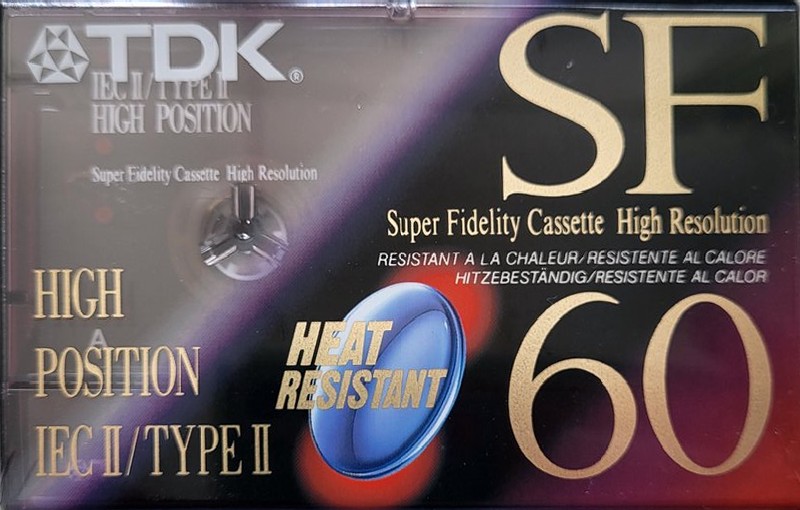 TDK®
SF
IEC II/TYPE II
HIGH POSITION
Super Fidelity Cassette High Resolution
Super Fidelity Cassette High Resolution
RESISTANT A LA CHALEUR/RESISTENTE AL CALORE
HITZEBESTÄNDIG/RESISTENTE AL CALOR
HIGH
POSITION
IEC II/TYPE II
A
HEAT
RESISTANT
60